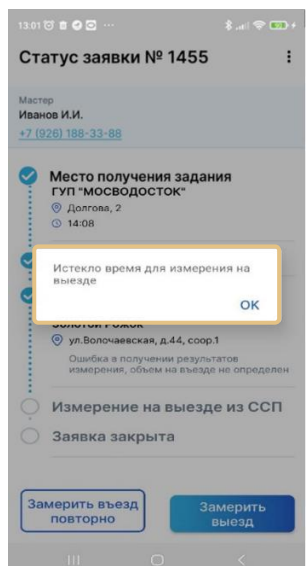 13:01
Статус заявки № 1455
Мастер
Иванов И.И.
+7 (926) 188-33-88
Место получения задания
ГУП "МОСВОДОСТОК"
Долгова, 2
14:08
Истекло время для измерения на
выезде
ОК
Золотой Рожок
ул.Волочаевская, д.44, соор.1
Ошибка в получении результатов
измерения, объем на въезде не определен
Измерение на выезде из ССП
Заявка закрыта
Замерить въезд
повторно
Замерить
выезд